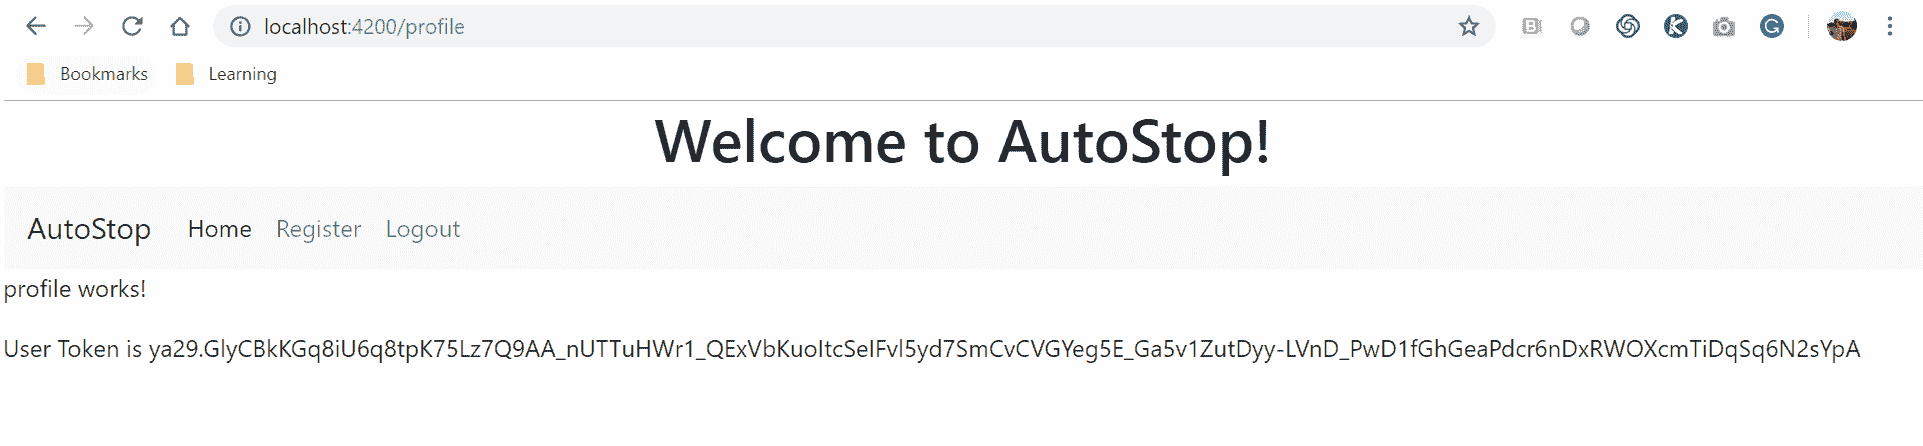 localhost:4200/profile
Bookmarks Learning
Welcome to AutoStop!
AutoStop Home Register Logout
profile works!
User Token is ya29.GlyCBkKGq8iU6q8tpK75Lz7Q9AA_nUTTuHWr1_QExVbKuoItcSeIFvl5yd7SmCvCVGYeg5E_Ga5v1ZutDyy-LVnD_PwD1fGhGeaPdcr6nDxRWOXcmTiDqSq6N2sYpA